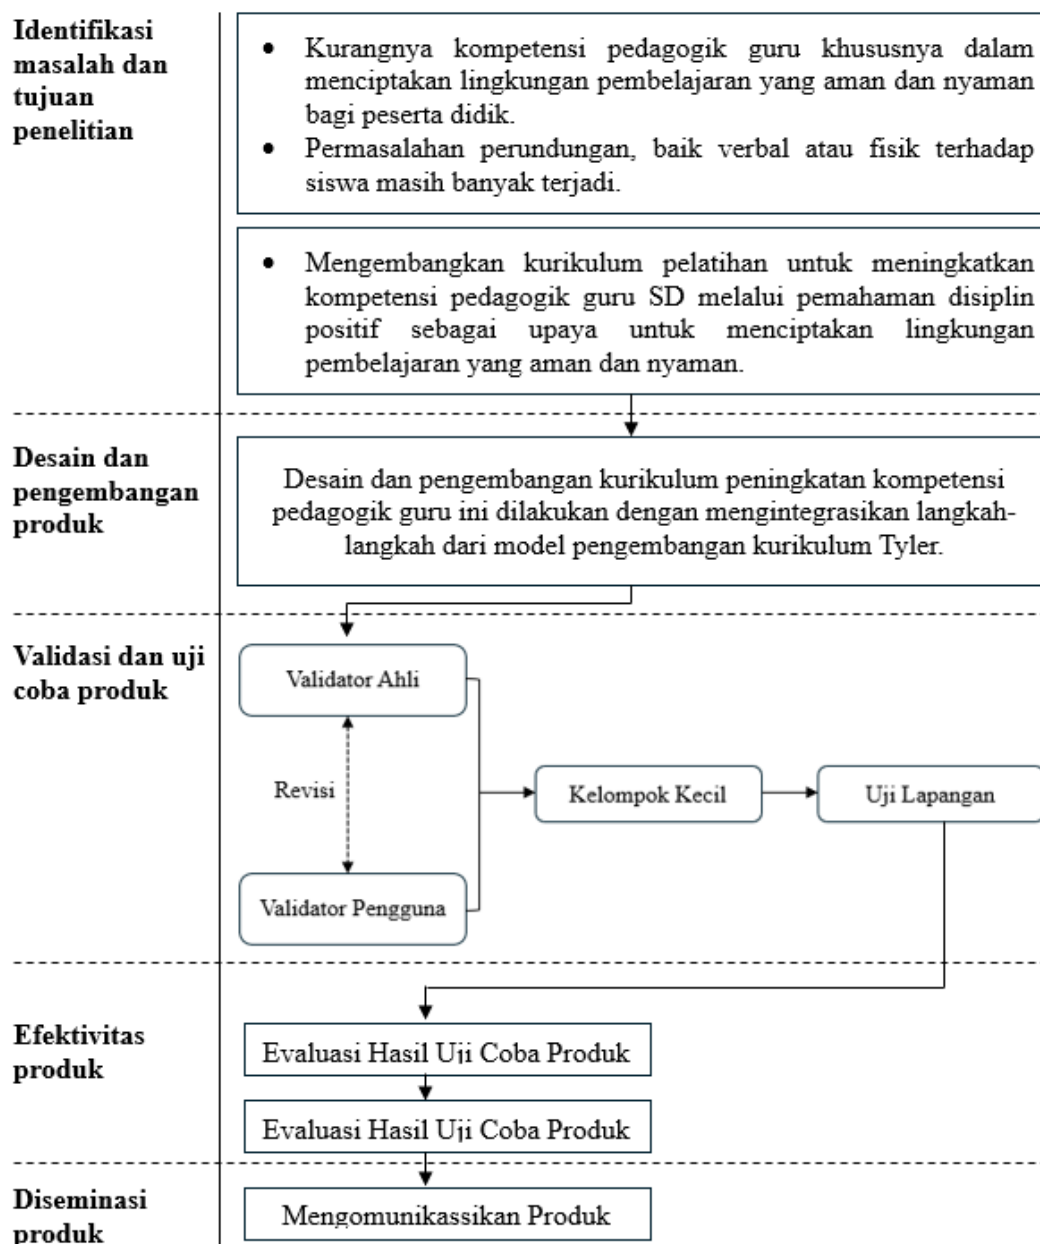 Identifikasi
masalah dan
tujuan
penelitian
• Kurangnya kompetensi pedagogik guru khususnya dalam
menciptakan lingkungan pembelajaran yang aman dan nyaman
bagi peserta didik.
• Permasalahan perundungan, baik verbal atau fisik terhadap
siswa masih banyak terjadi.
• Mengembangkan kurikulum pelatihan untuk meningkatkan
kompetensi pedagogik guru SD melalui pemahaman disiplin
positif sebagai upaya untuk menciptakan lingkungan
pembelajaran yang aman dan nyaman.
Desain dan
pengembangan
produk
Desain dan pengembangan kurikulum peningkatan kompetensi
pedagogik guru ini dilakukan dengan mengintegrasikan langkah-
langkah dari model pengembangan kurikulum Tyler.
Validasi dan uji
coba produk
Validator Ahli
Revisi
Kelompok Kecil
Uji Lapangan
Validator Pengguna
Efektivitas
produk
Evaluasi Hasil Uji Coba Produk
Evaluasi Hasil Uji Coba Produk
Diseminasi
produk
Mengomunikassikan Produk